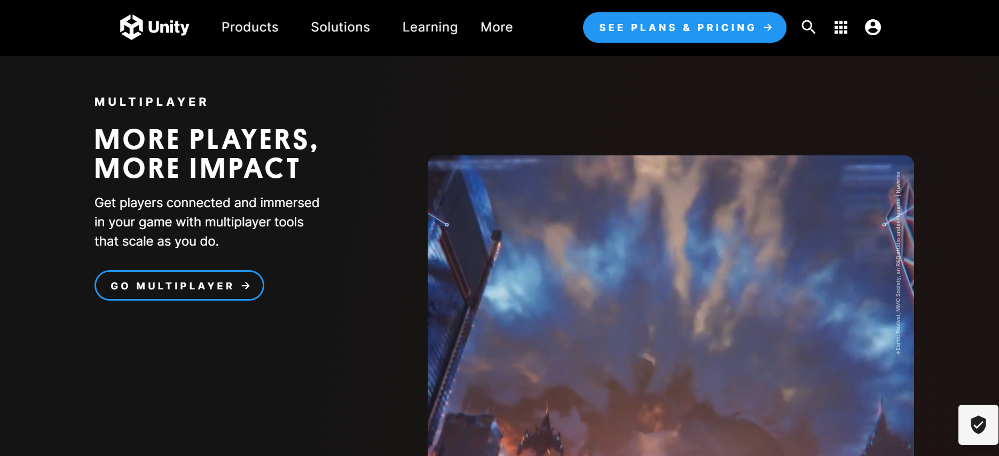 Unity
Products
Solutions
Learning
More
SEE PLANS & PRICING →
MULTIPLAYER
MORE PLAYERS,
MORE IMPACT
Get players connected and immersed
in your game with multiplayer tools
that scale as you do.
GO MULTIPLAYER →
→Earth: Revival, MMC Society, an R&D studio under Nuverse | Nuverse